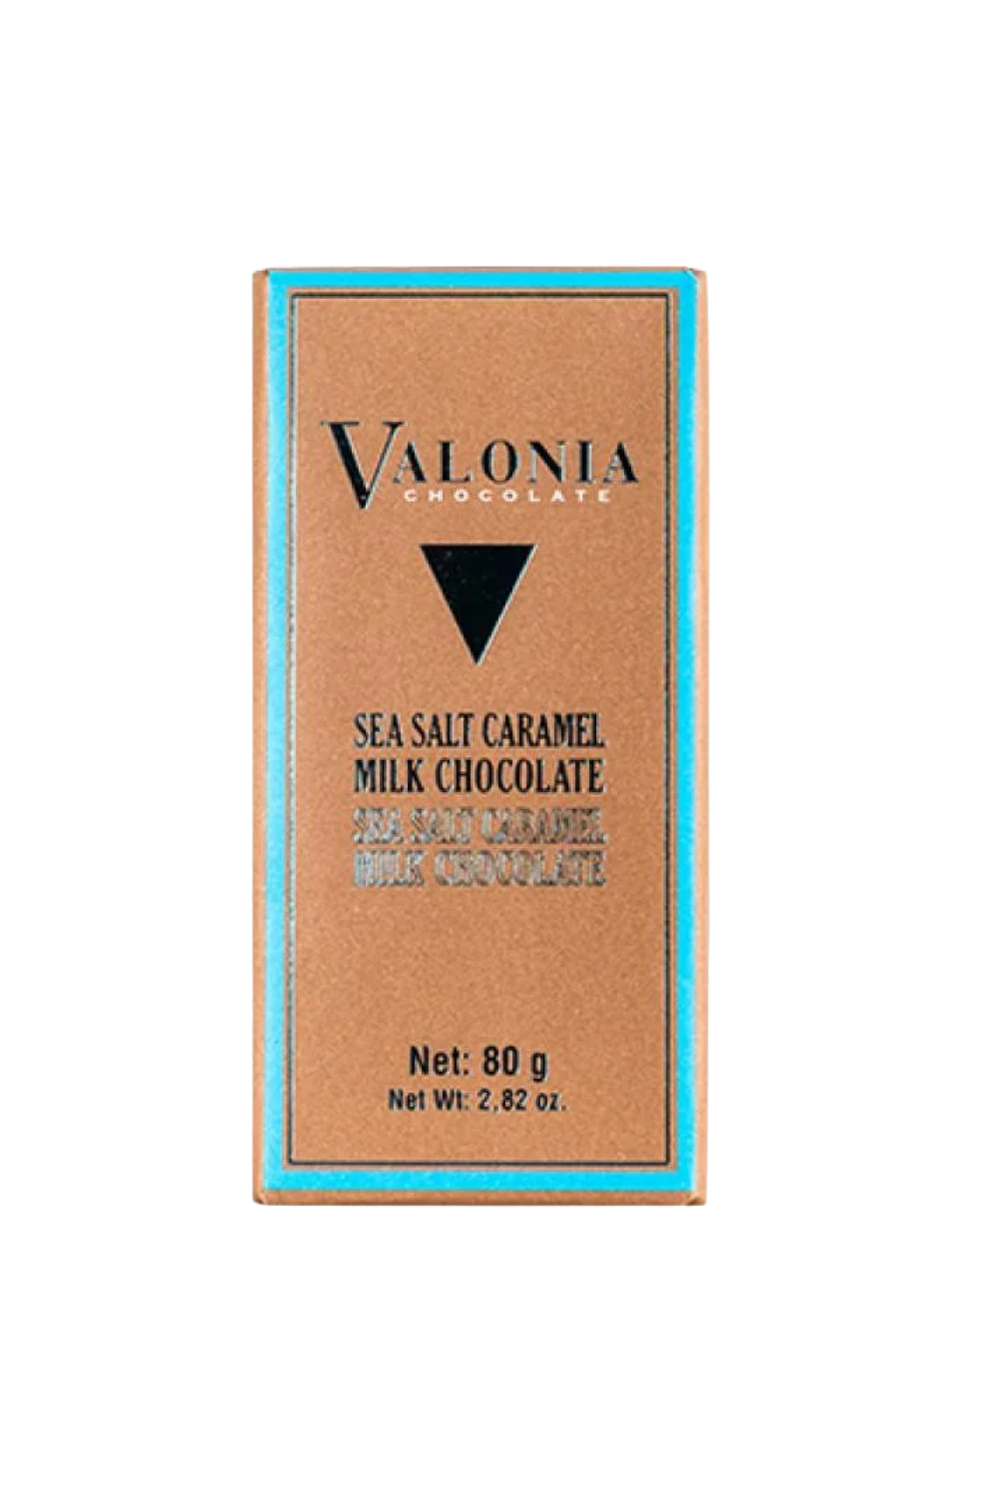 VALONIA
CHOCOLATE
SEA SALT CARAMEL
MILK CHOCOLATE
SEA SALT CARAMEL
MILK CHOCOLATE
Net: 80 g
Net Wt: 2,82 oz.